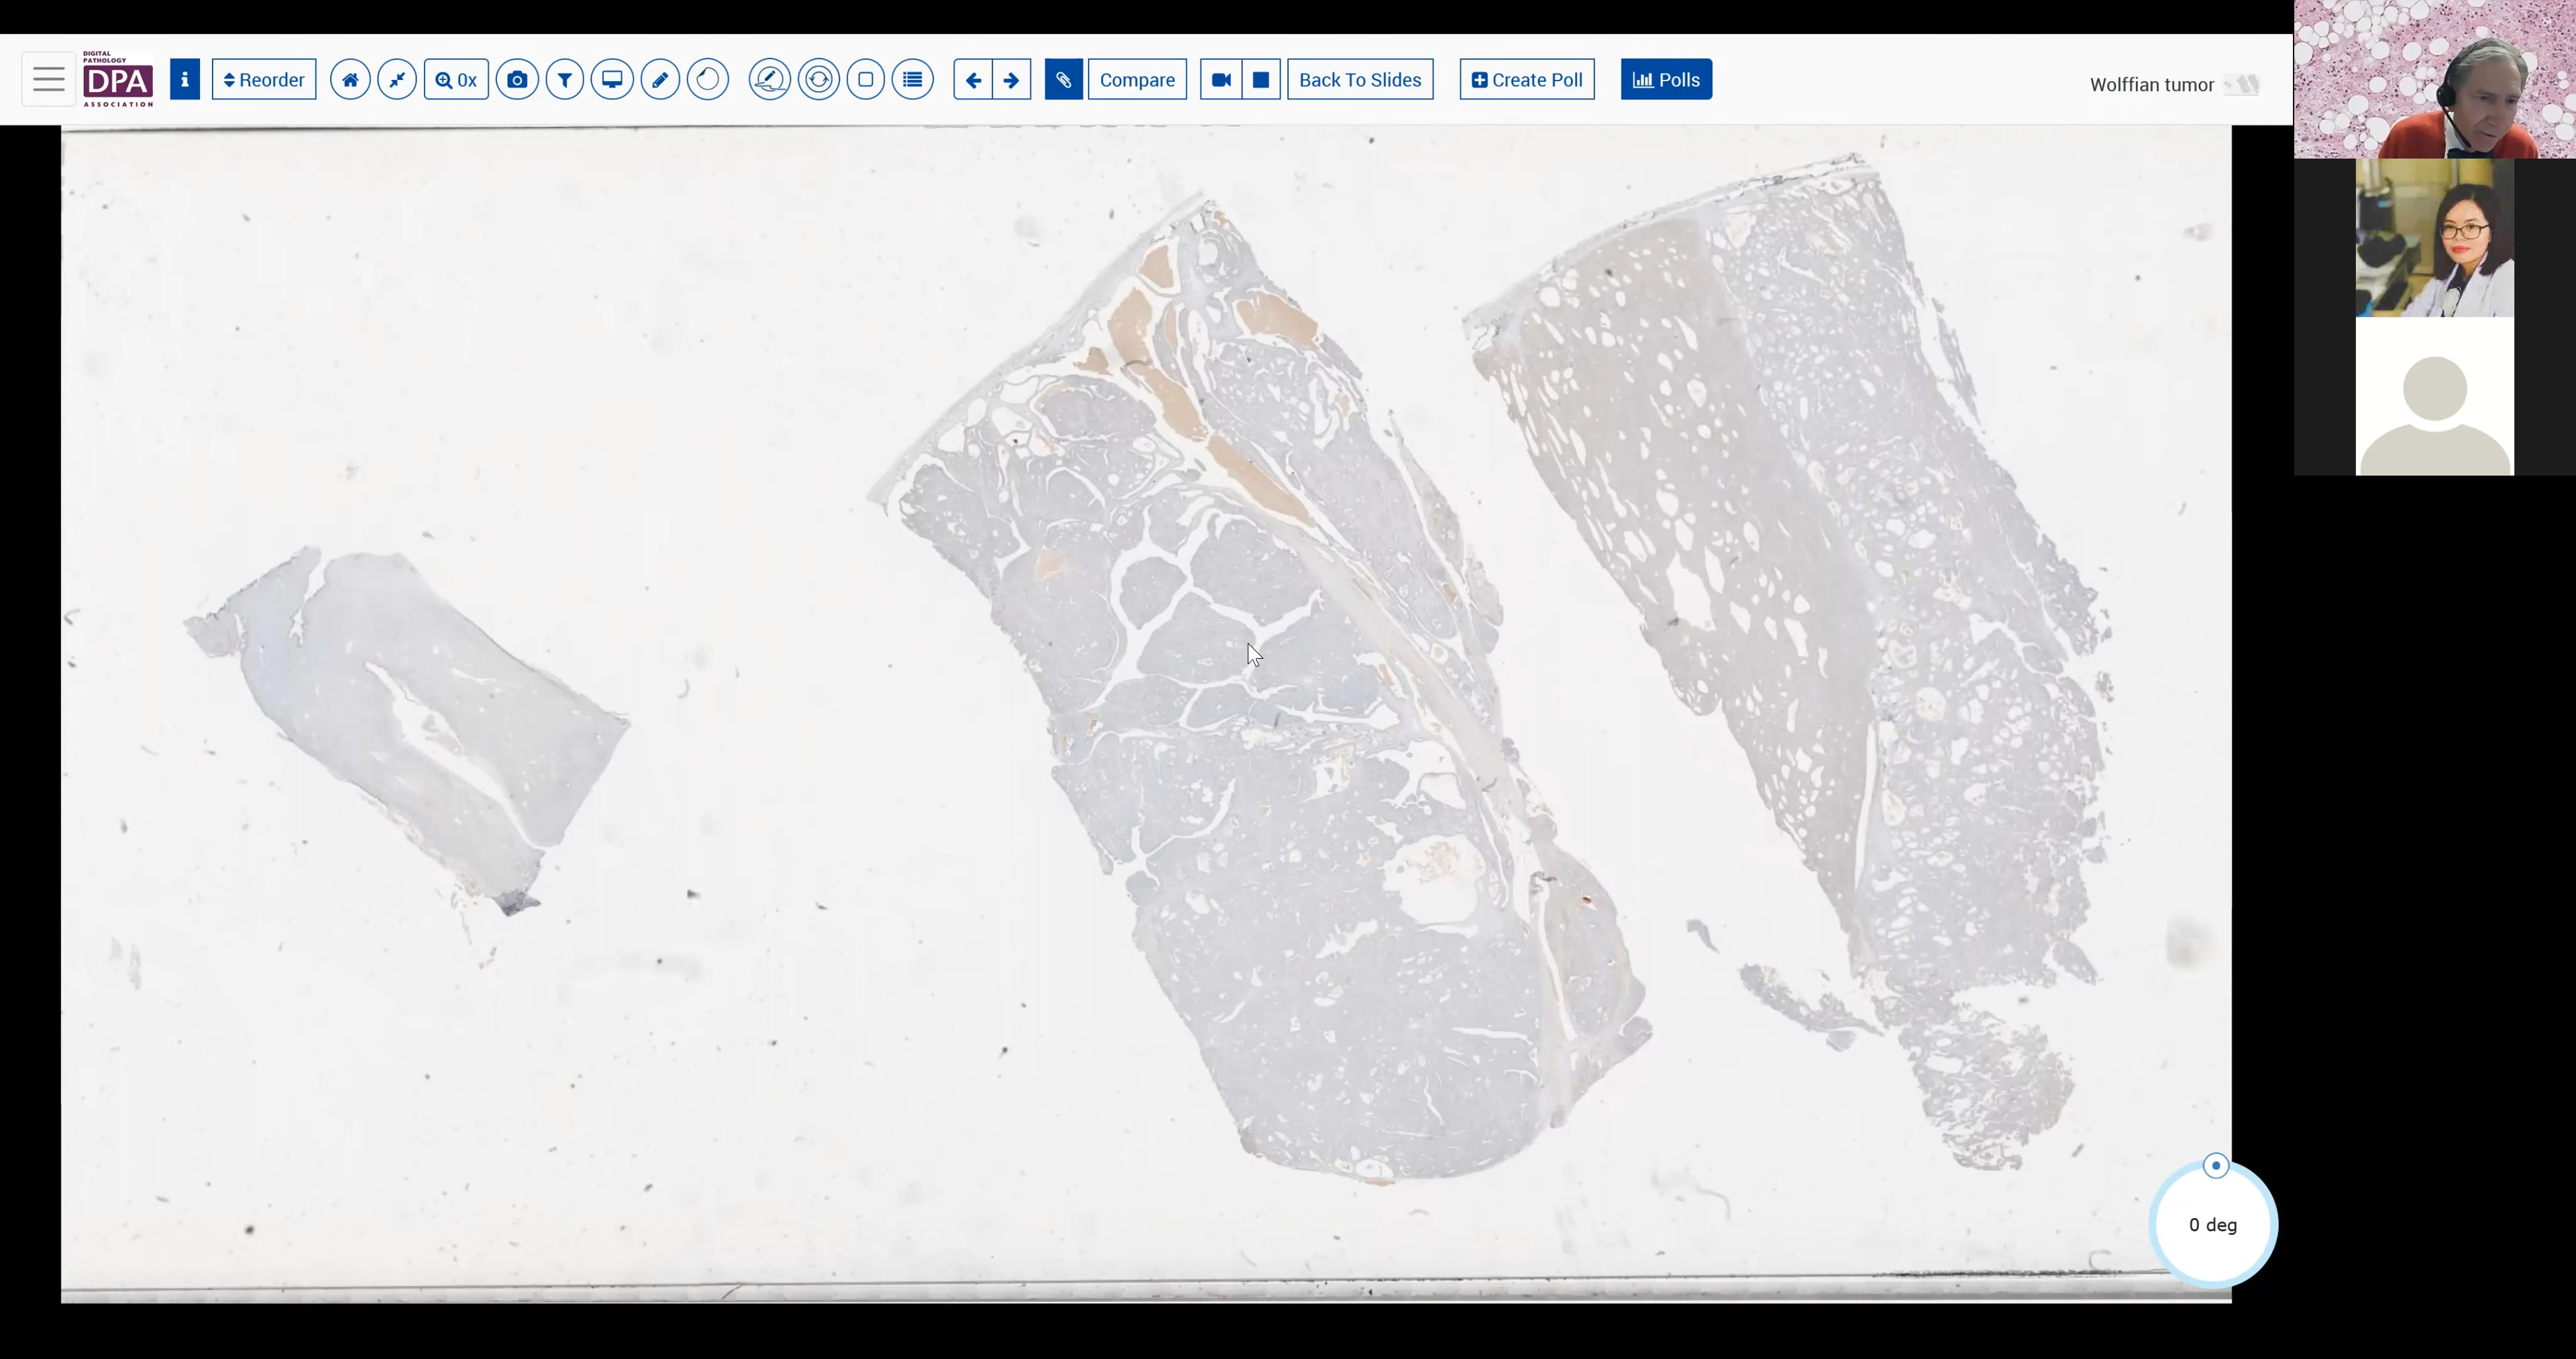 DIGITAL
PATHOLOGY
DPA
ASSOCIATION
Reorder
0x
Compare
Back To Slides
Create Poll
Polls
Wolffian tumor
0 deg